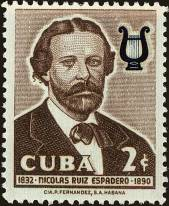 CUBA 2¢
1832 - NICOLAS RUIZ ESPADERO - 1890
CIA. P. FERNANDEZ, S.A. HABANA